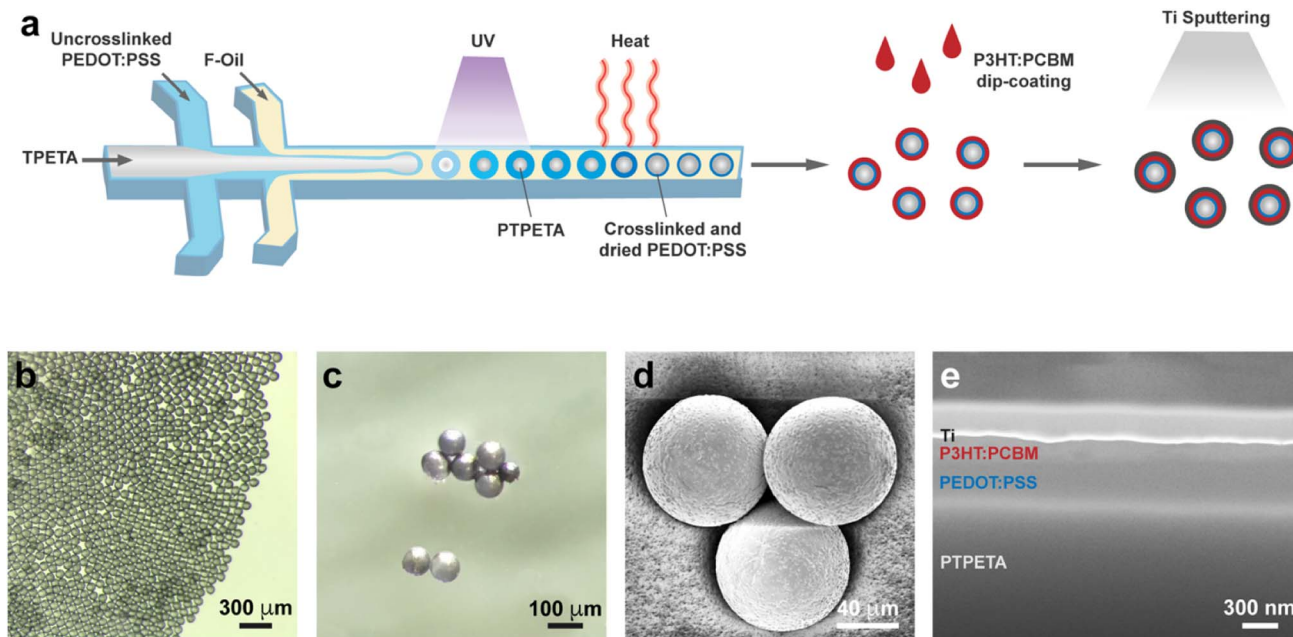 a
Uncrosslinked
PEDOT:PSS
F-Oil
UV
Heat
P3HT:PCBM
dip-coating
Ti Sputtering
TPETA
PTPETA
Crosslinked and
dried PEDOT:PSS
b
300 μm
c
100 μm
d
40 μm
e
Ti
P3HT:PCBM
PEDOT:PSS
PTPETA
300 nm